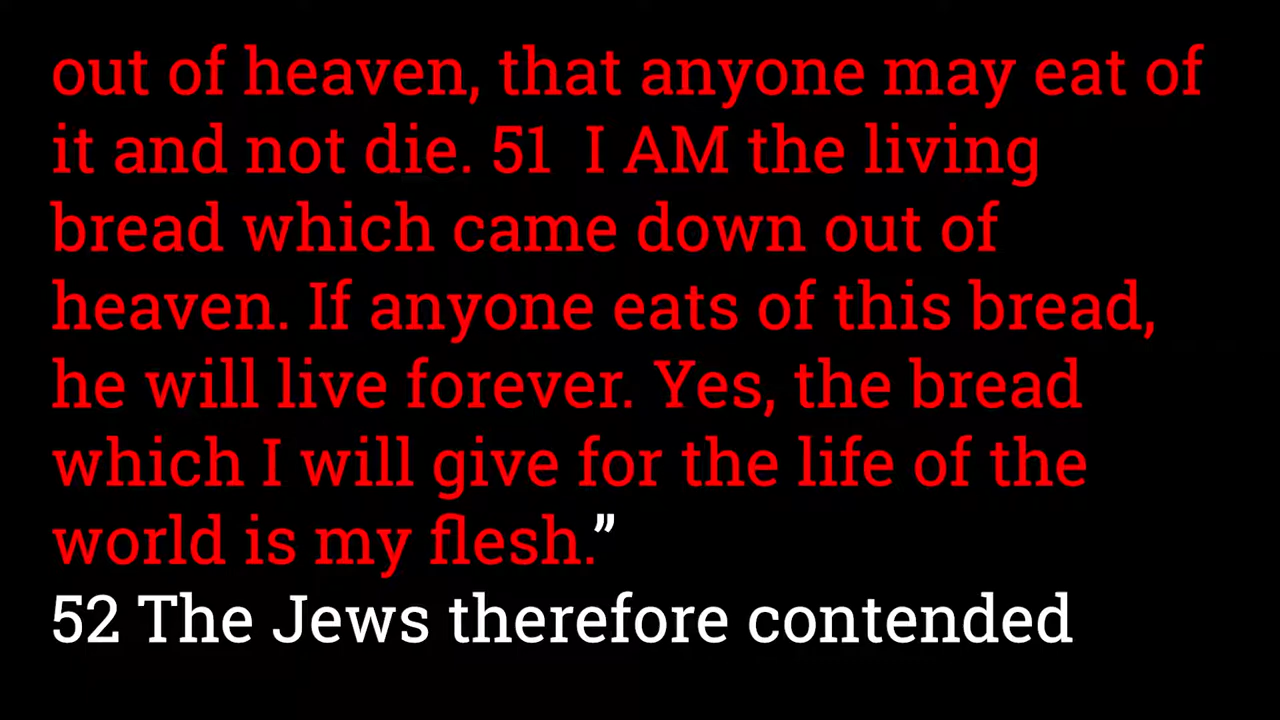 out of heaven, that anyone may eat of
it and not die. 51  I AM the living
bread which came down out of
heaven. If anyone eats of this bread,
he will live forever. Yes, the bread
which I will give for the life of the
world is my flesh.”
52 The Jews therefore contended